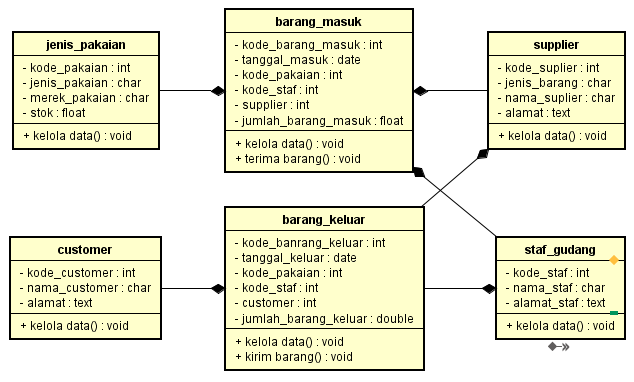 jenis_pakaian
- kode_pakaian : int
- jenis_pakaian : char
- merek_pakaian : char
- stok : float
+ kelola data() : void
barang_masuk
- kode_barang_masuk : int
- tanggal_masuk : date
- kode_pakaian : int
- kode_staf : int
- supplier : int
- jumlah_barang_masuk : float
+ kelola data() : void
+ terima barang() : void
supplier
- kode_suplier : int
- jenis_barang : char
- nama_suplier : char
- alamat : text
+ kelola data() : void
customer
- kode_customer : int
- nama_customer : char
- alamat : text
+ kelola data() : void
barang_keluar
- kode_banrang_keluar : int
- tanggal_keluar : date
- kode_pakaian : int
- kode_staf : int
- customer : int
- jumlah_barang_keluar : double
+ kelola data() : void
+ kirim barang() : void
staf_gudang
- kode_staf : int
- nama_staf : char
- alamat_staf : text
+ kelola data() : void